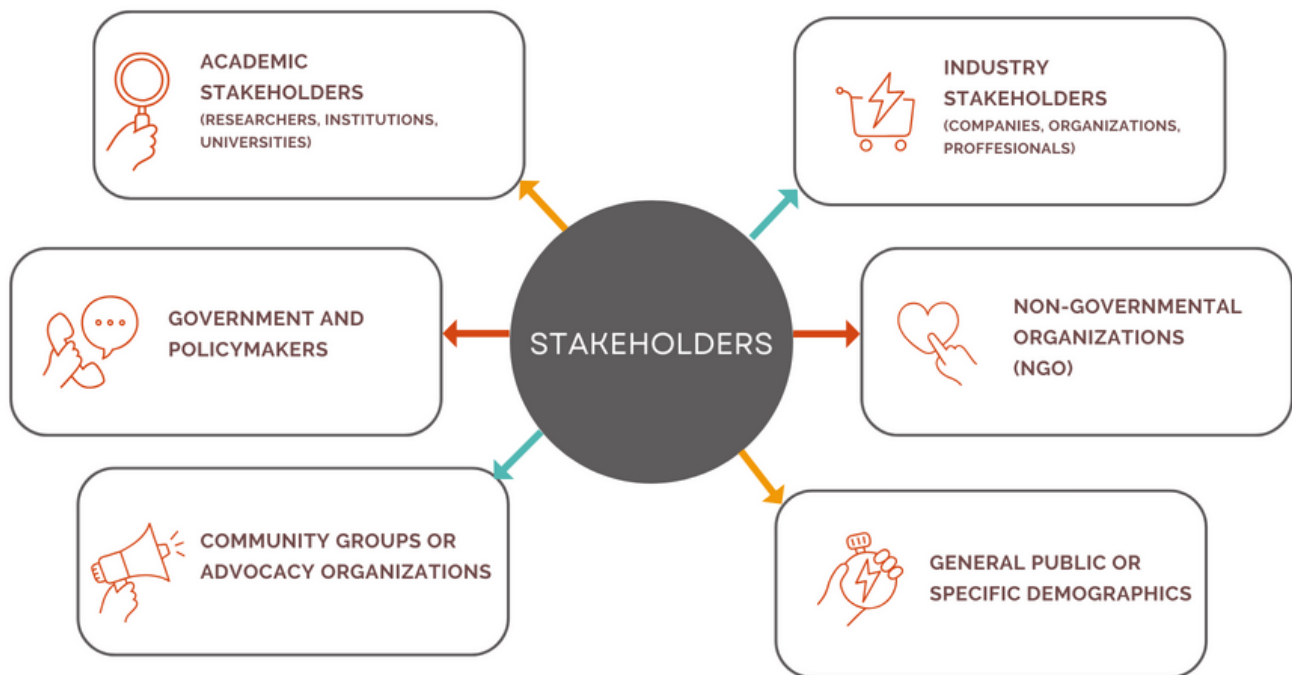 ACADEMIC
STAKEHOLDERS
(RESEARCHERS, INSTITUTIONS,
UNIVERSITIES)
INDUSTRY
STAKEHOLDERS
(COMPANIES, ORGANIZATIONS,
PROFFESIONALS)
GOVERNMENT AND
POLICYMAKERS
STAKEHOLDERS
NON-GOVERNMENTAL
ORGANIZATIONS
(NGO)
COMMUNITY GROUPS OR
ADVOCACY ORGANIZATIONS
GENERAL PUBLIC OR
SPECIFIC DEMOGRAPHICS